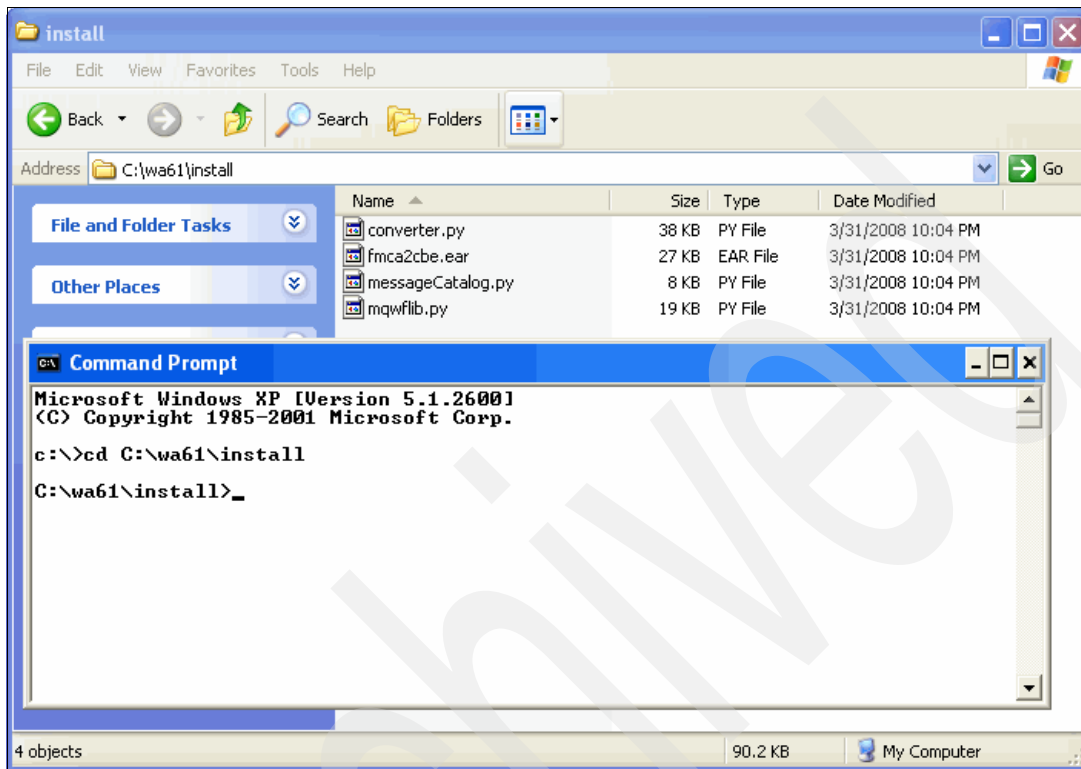 install
File Edit View Favorites Tools Help
Back Search Folders
Address C:\wa61\install Go
Name Size Type Date Modified
File and Folder Tasks
converter.py 38 KB PY File 3/31/2008 10:04 PM
fmca2cbe.ear 27 KB EAR File 3/31/2008 10:04 PM
Other Places
messageCatalog.py 8 KB PY File 3/31/2008 10:04 PM
mqwflib.py 19 KB PY File 3/31/2008 10:04 PM
C:\ Command Prompt
Microsoft Windows XP [Version 5.1.2600]
(C) Copyright 1985-2001 Microsoft Corp.
c:\>cd C:\wa61\install
C:\wa61\install>_
4 objects 90.2 KB My Computer